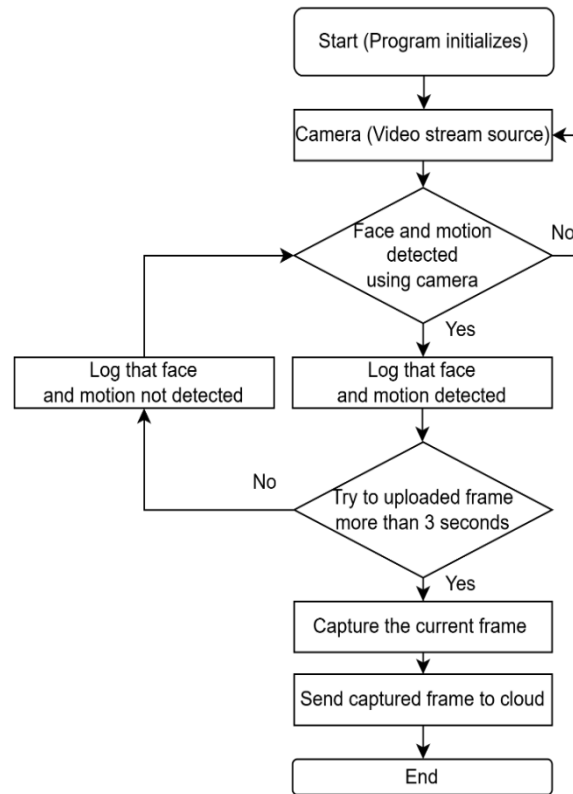 Start (Program initializes)
Camera (Video stream source)
Face and motion
detected
using camera
No
Yes
Log that face
and motion not detected
Log that face
and motion detected
No
Try to uploaded frame
more than 3 seconds
Yes
Capture the current frame
Send captured frame to cloud
End